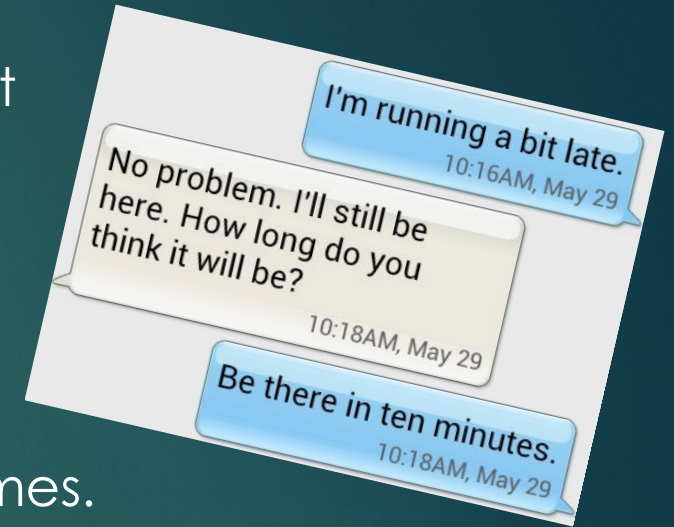 t
I'm running a bit late.
10:16AM, May 29
No problem. I'll still be
here. How long do you
think it will be?
10:18AM, May 29
Be there in ten minutes.
10:18AM, May 29
mes.